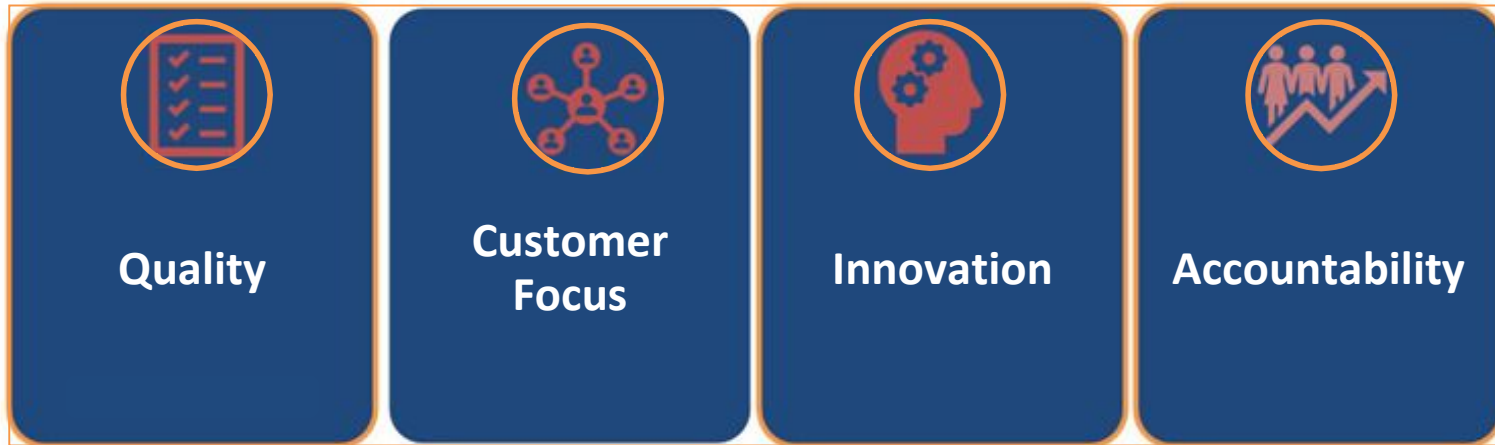 Quality
Customer
Focus
Innovation
Accountability